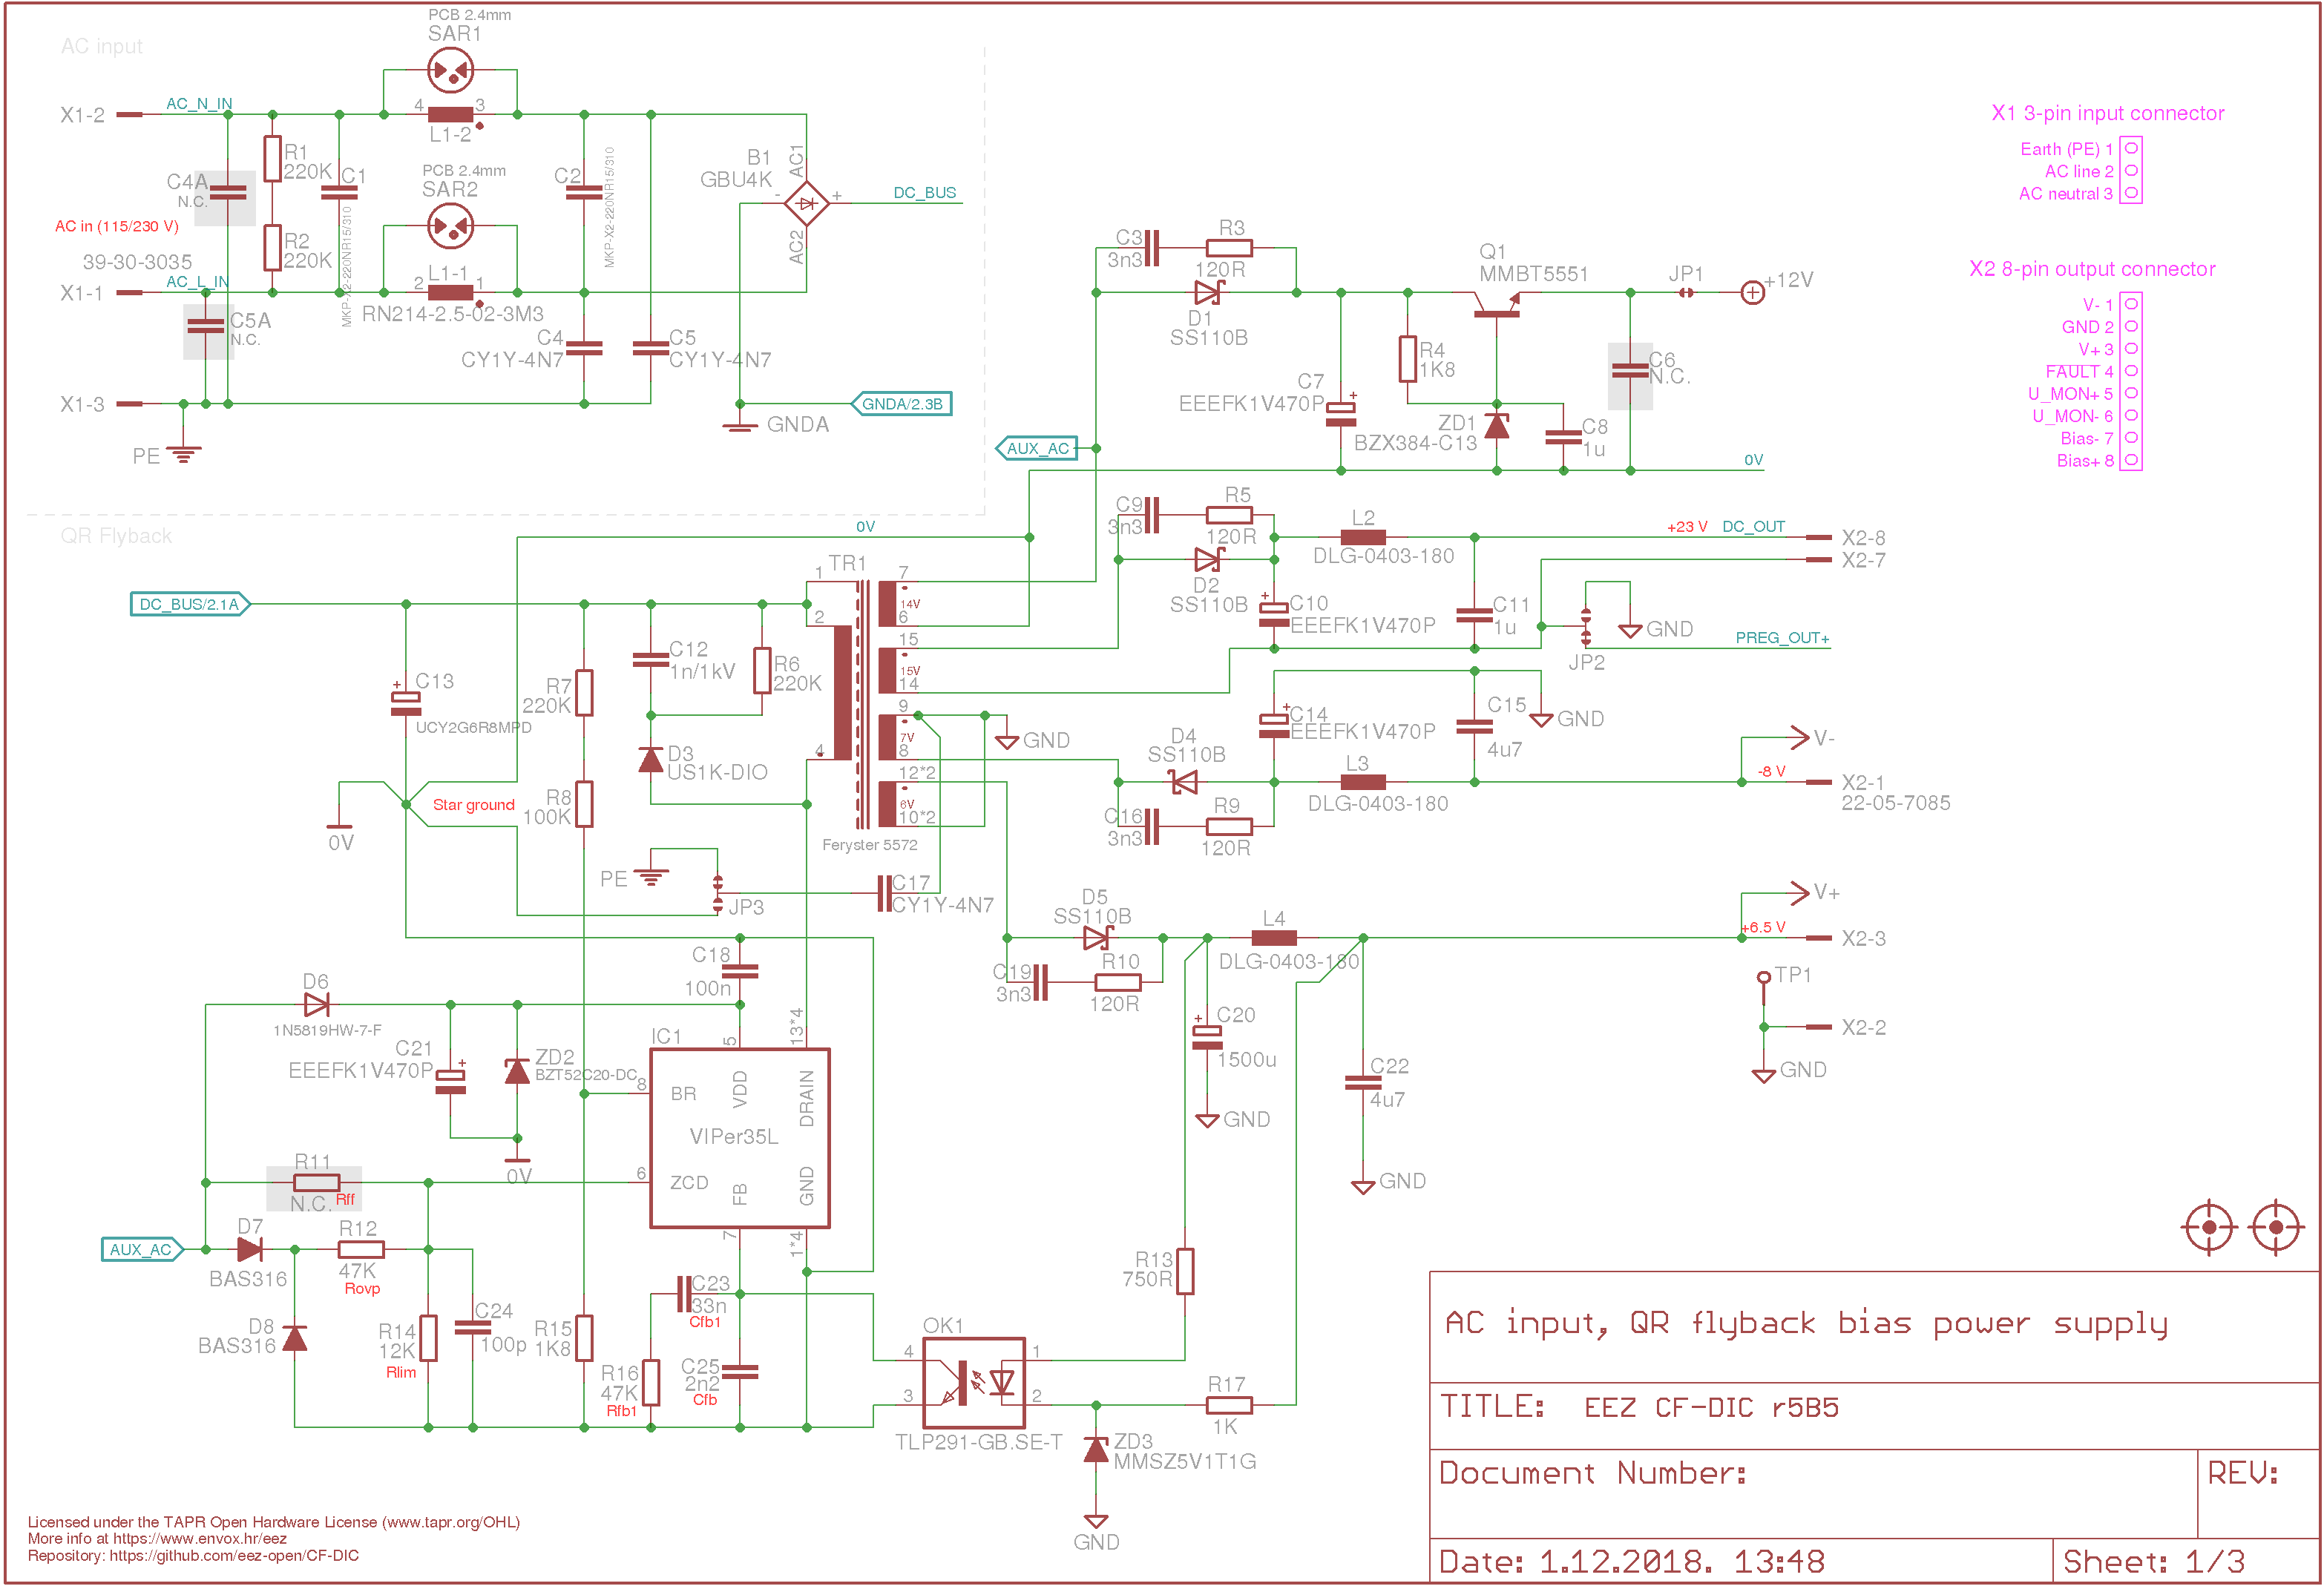 PCB 2.4mm
SAR1
AC input
X1-2
AC_N_IN
4
3
L1-2
R1
220K
C1
C4A
N.C.
PCB 2.4mm
SAR2
C2
MKP-X2-220NR15/310
B1
GBU4K
AC1
-
+
AC2
DC_BUS
AC in (115/230 V)
R2
220K
MKP-X2-220NR15/310
39-30-3035
AC_L_IN
X1-1
2
L1-1
1
RN214-2.5-02-3M3
C5A
N.C.
C4
CY1Y-4N7
C5
CY1Y-4N7
X1-3
PE
GNDA/2.3B
GNDA
X1 3-pin input connector
Earth (PE) 1
AC line 2
AC neutral 3
X2 8-pin output connector
V- 1
GND 2
V+ 3
FAULT 4
U_MON+ 5
U_MON- 6
Bias- 7
Bias+ 8
C3
3n3
R3
120R
D1
SS110B
Q1
MMBT5551
JP1
+12V
R4
1K8
C6
N.C.
C7
+
EEEFK1V470P
ZD1
BZX384-C13
C8
1u
AUX_AC
0V
QR Flyback
0V
C9
3n3
R5
120R
D2
SS110B
L2
DLG-0403-180
+23 V
DC_OUT
X2-8
X2-7
TR1
1
2
4
7
14V
6
15
15V
14
9
7V
8
12*2
6V
10*2
Feryster 5572
DC_BUS/2.1A
+
C10
EEEFK1V470P
C11
1u
GND
JP2
PREG_OUT+
C12
1n/1kV
R6
220K
R7
220K
+
C13
UCY2G6R8MPD
D3
US1K-DIO
R8
100K
Star ground
0V
GND
+
C14
EEEFK1V470P
C15
4u7
GND
D4
SS110B
L3
DLG-0403-180
V-
-8 V
X2-1
22-05-7085
C16
3n3
R9
120R
PE
JP3
C17
CY1Y-4N7
D5
SS110B
L4
DLG-0403-180
V+
+6.5 V
X2-3
C19
3n3
R10
120R
TP1
X2-2
GND
C18
100n
D6
1N5819HW-7-F
C21
+
EEEFK1V470P
ZD2
BZT52C20-DC
0V
IC1
5
13*4
8
BR
VDD
DRAIN
VIPer35L
6
ZCD
FB
GND
7
1*4
+
C20
1500u
GND
C22
4u7
GND
R11
N.C.
Rff
AUX_AC
D7
BAS316
R12
47K
Rovp
D8
BAS316
R14
12K
Rlim
C24
100p
R15
1K8
C23
33n
Cfb1
R16
47K
Rfb1
C25
2n2
Cfb
R13
750R
OK1
4
3
1
2
TLP291-GB.SE-T
R17
1K
ZD3
MMSZ5V1T1G
GND
AC input, QR flyback bias power supply
TITLE: EEZ CF-DIC r5B5
Document Number:
REV:
Date: 1.12.2018. 13:48
Sheet: 1/3
Licensed under the TAPR Open Hardware License (www.tapr.org/OHL)
More info at https://www.envox.hr/eez
Repository: https://github.com/eez-open/CF-DIC